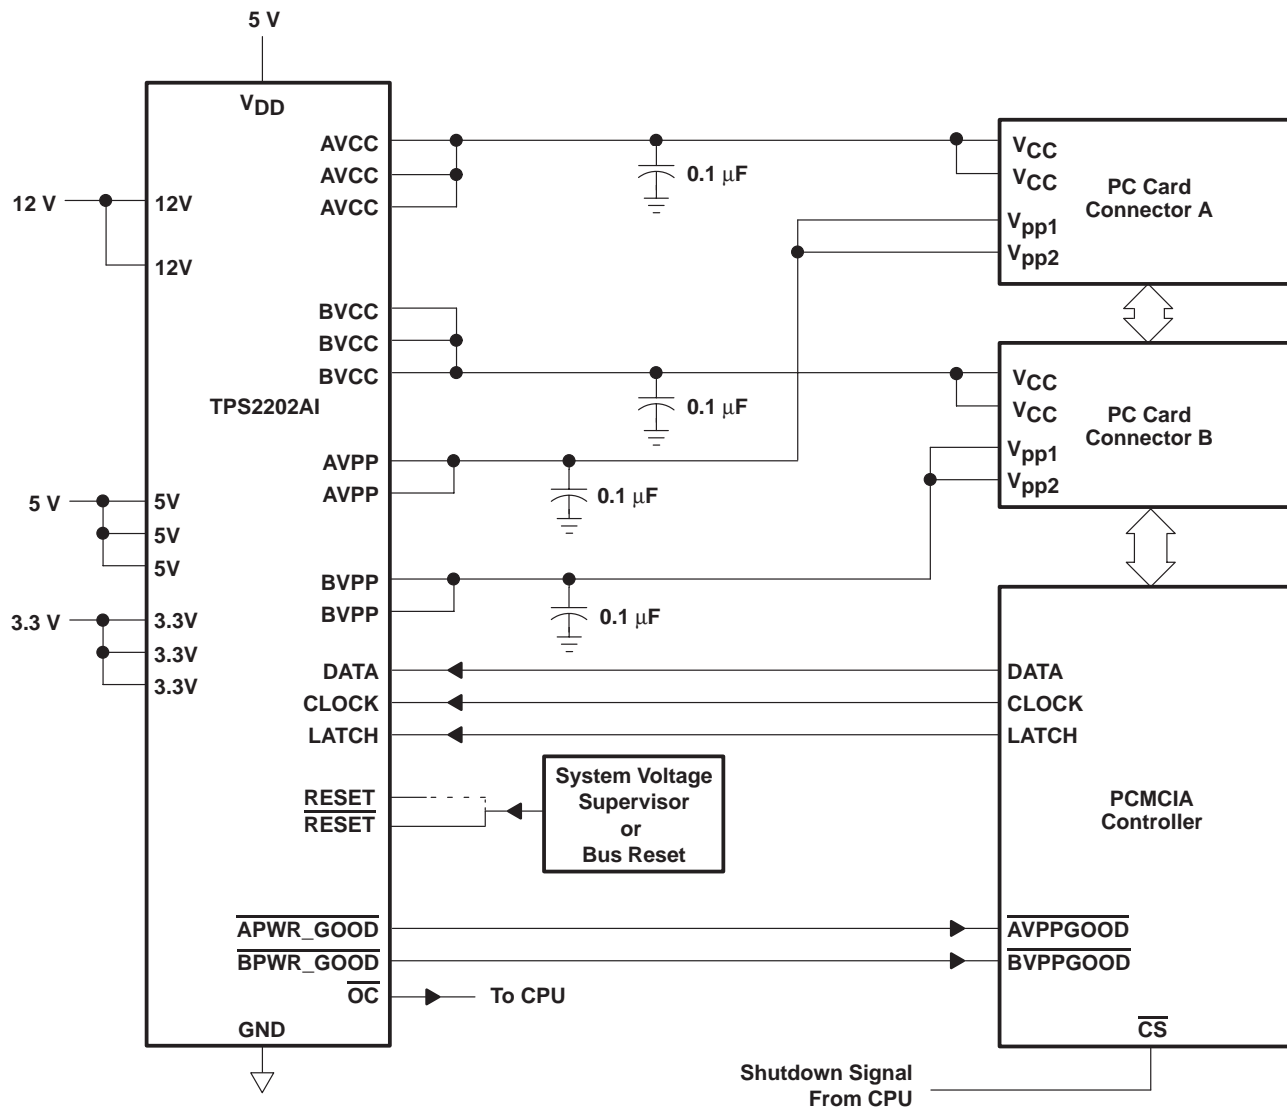 5 V
VDD
AVCC
AVCC
AVCC
12 V
12V
12V
BVCC
BVCC
BVCC
TPS2202AI
AVPP
AVPP
5 V
5V
5V
5V
BVPP
BVPP
3.3 V
3.3V
3.3V
3.3V
DATA
CLOCK
LATCH
RESET
RESET
APWR_GOOD
BPWR_GOOD
OC
To CPU
GND
0.1 µF
0.1 µF
0.1 µF
0.1 µF
System Voltage
Supervisor
or
Bus Reset
VCC
VCC
Vpp1
Vpp2
PC Card
Connector A
VCC
VCC
Vpp1
Vpp2
PC Card
Connector B
DATA
CLOCK
LATCH
PCMCIA
Controller
AVPPGOOD
BVPPGOOD
CS
Shutdown Signal
From CPU